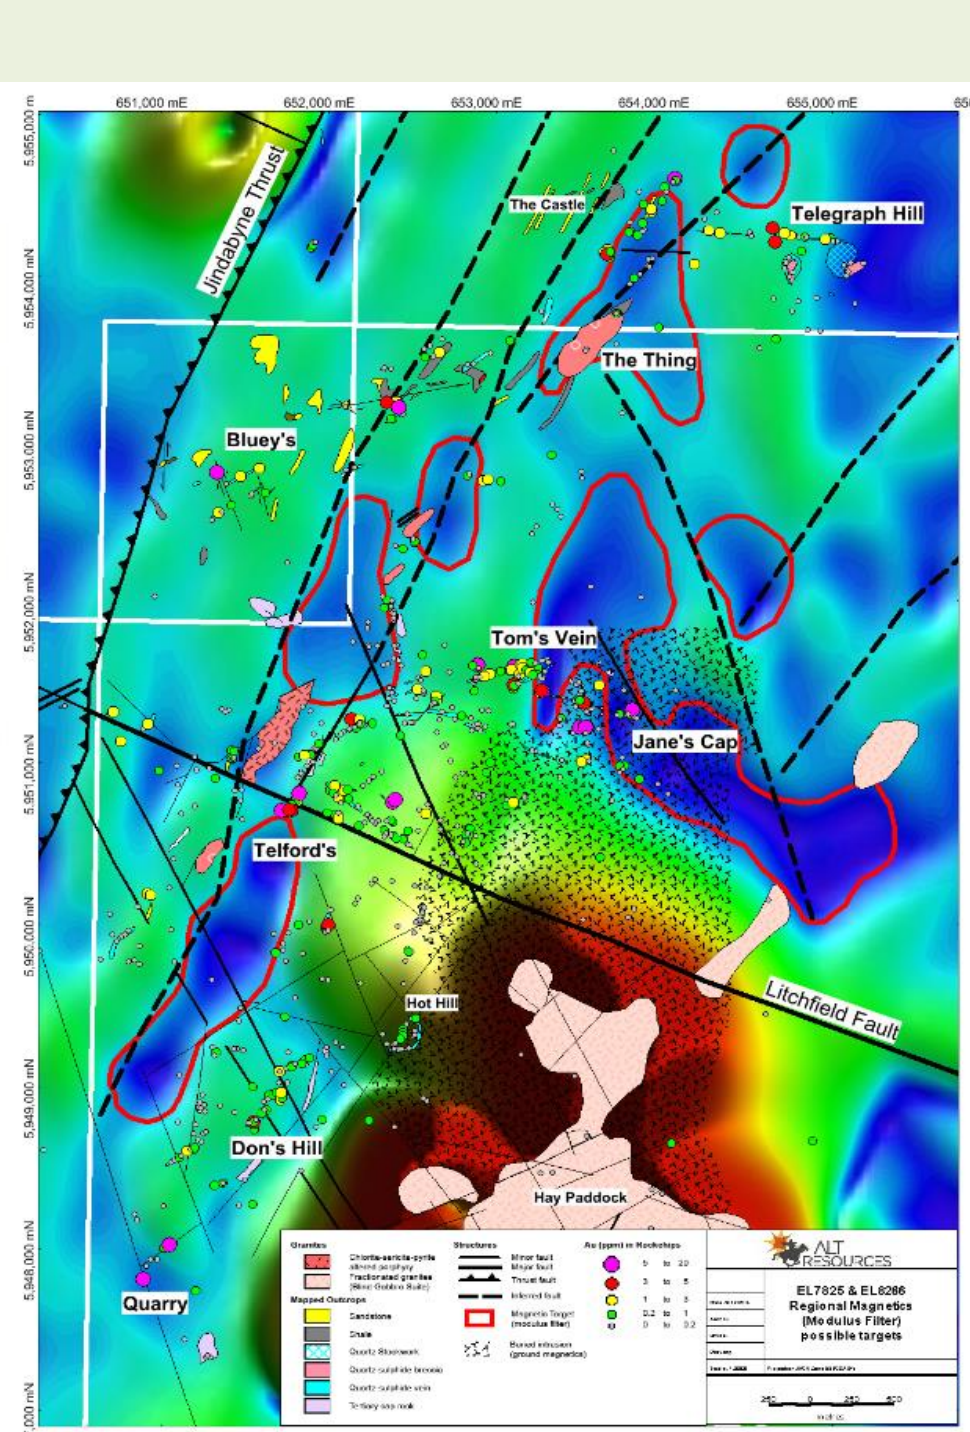 651,000 mE
652,000 mE
653,000 mE
654,000 mE
655,000 mE
5,955,000 m
5,954,000 mN
5,953,000 mN
5,952,000 mN
5,951,000 mN
5,950,000 mN
5,949,000 mN
5,948,000 mN
,000 mN
Jindabyne Thrust
The Castle
Telegraph Hill
The Thing
Bluey's
Tom's Vein
Jane's Cap
Telford's
Litchfield Fault
Hot Hill
Don's Hill
Hay Paddock
Quarry
Granites
Chlorite-sericite-pyrite
altered porphyry
Fractionated granites
Mapped Outcrops
Sandstone
Shale
Quartz Stockwork
Quartz-sulphide breccia
Quartz-sulphide vein
Tertiary cap rock
Structures
Minor fault
Major fault
Thrust fault
Inferred fault
Magnetic Target
(modulus filter)
Buried intrusion
(ground magnetics)
Au (ppm) in Rockchips
5 to 20
3 to 5
1 to 3
0.2 to 1
0 to 0.2
ALT
RESOURCES
EL7825 & EL8266
Regional Magnetics
(Modulus Filter)
possible targets
250 0 250 500
metres